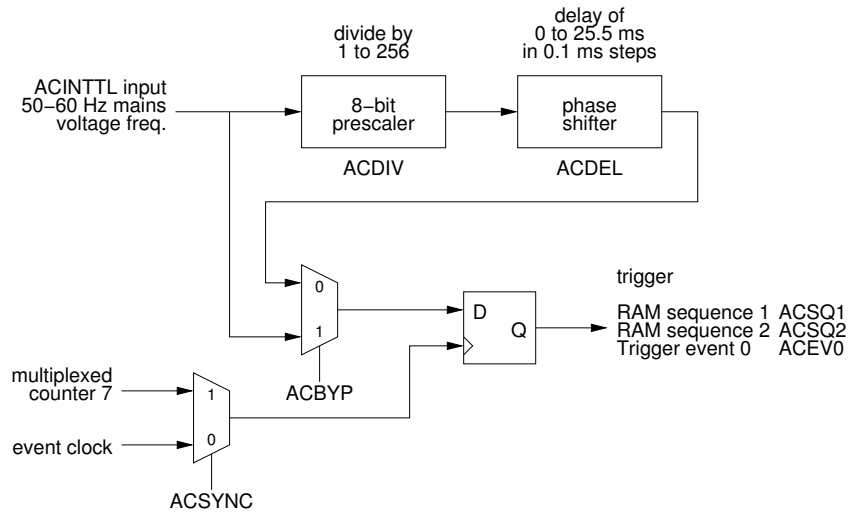 divide by
1 to 256
delay of
0 to 25.5 ms
in 0.1 ms steps
ACINTTL input
50−60 Hz mains
voltage freq.
8−bit
prescaler
phase
shifter
ACDIV
ACDEL
0
1
ACBYP
D
Q
trigger
RAM sequence 1 ACSQ1
RAM sequence 2 ACSQ2
Trigger event 0 ACEV0
multiplexed
counter 7
event clock
1
0
ACSYNC